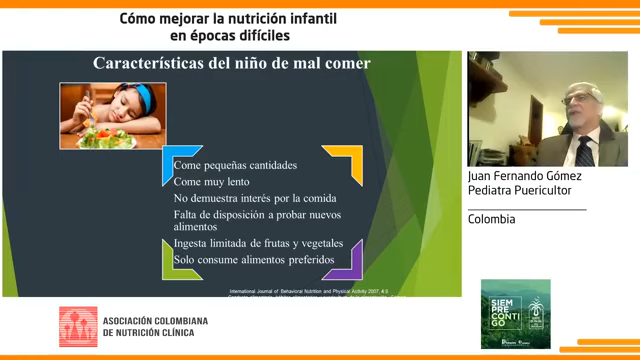 Cómo mejorar la nutrición infantil
en épocas difíciles
Características del niño de mal comer
Come pequeñas cantidades
Come muy lento
No demuestra interés por la comida
Falta de disposición a probar nuevos
alimentos
Ingesta limitada de frutas y vegetales
Solo consume alimentos preferidos
International Journal of Behavioral Nutrition and Physical Activity 2007, 4:9
Juan Fernando Gómez
Pediatra Puericultor
Colombia
ASOCIACIÓN COLOMBIANA
DE NUTRICIÓN CLÍNICA
SIEM
PRE
CONTI
GO